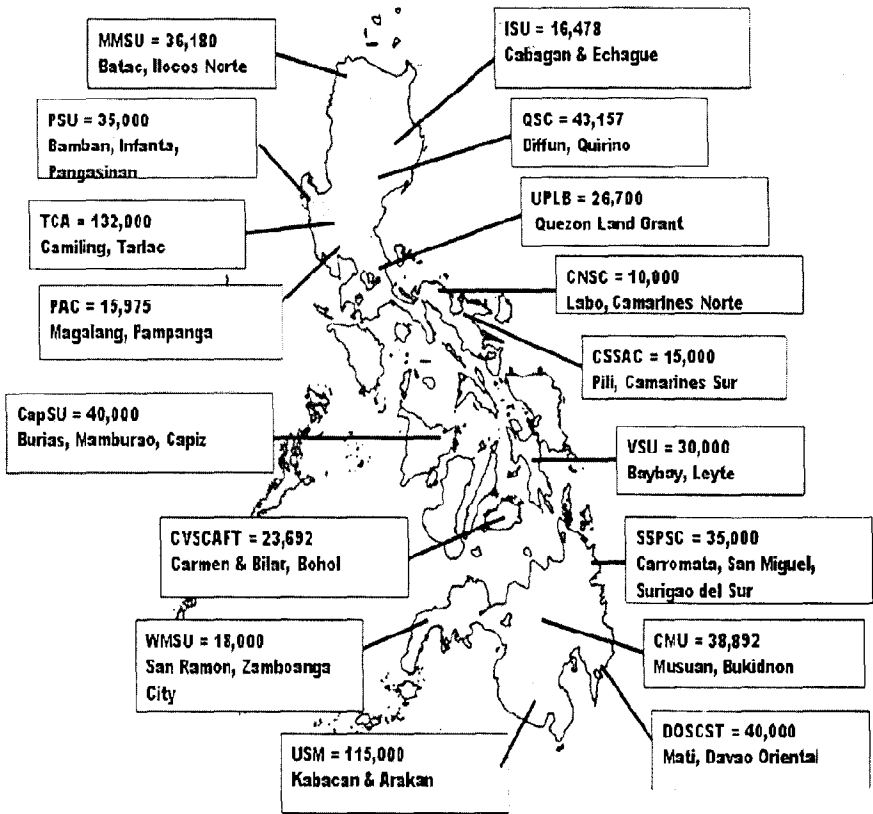 MMSU = 36,180
Batac, Ilocos Norte
ISU = 16,478
Cabagan & Echague
PSU = 35,000
Bamban, Infanta,
Pangasinan
QSC = 43,157
Diffun, Quirino
TCA = 132,000
Camiling, Tarlac
UPLB = 26,700
Quezon Land Grant
PAC = 15,975
Magalang, Pampanga
CNSC = 10,000
Labo, Camarines Norte
CSSAC = 15,000
Pili, Camarines Sur
CapSU = 40,000
Burias, Mamburao, Capiz
VSU = 30,000
Baybay, Leyte
CVSCAFT = 23,692
Carmen & Bilar, Bohol
SSPSC = 35,000
Carromata, San Miguel,
Surigao del Sur
WMSU = 18,000
San Ramon, Zamboanga
City
CMU = 38,892
Musuan, Bukidnon
DOSCST = 40,000
Mati, Davao Oriental
USM = 115,000
Kabacan & Arakan